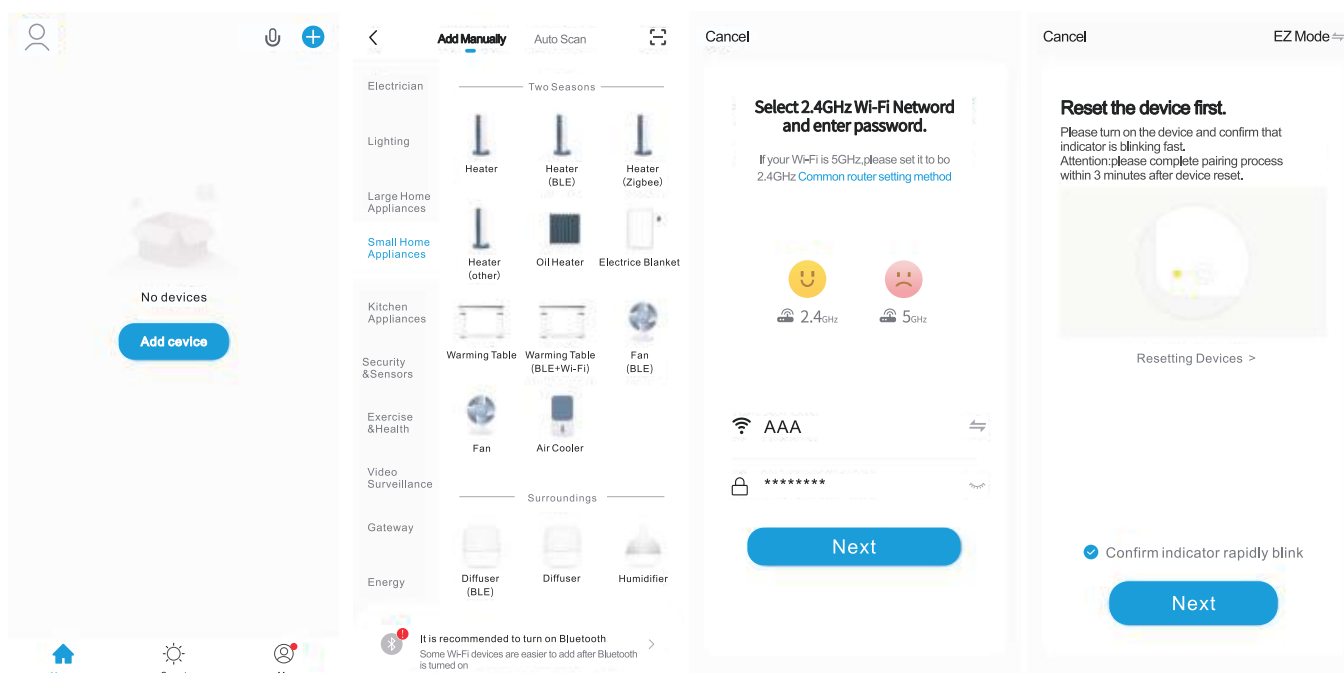 No devices
Add cevice
Add Manually
Auto Scan
Electrician
Lighting
Large Home
Appliances
Small Home
Appliances
Kitchen
Appliances
Security
&Sensors
Exercise
&Health
Video
Surveillance
Gateway
Energy
Two Seasons
Heater
Heater
(BLE)
Heater
(Zigbee)
Heater
(other)
Oil Heater
Electrice Blanket
Warming Table
Warming Table
(BLE+Wi-Fi)
Fan
(BLE)
Fan
Air Cooler
Surroundings
Diffuser
(BLE)
Diffuser
Humidifier
It is recommended to turn on Bluetooth
Some Wi-Fi devices are easier to add after Bluetooth
is turned on
Cancel
Select 2.4GHz Wi-Fi Netword
and enter password.
If your Wi-Fi is 5GHz,please set it to bo
2.4GHz Common router setting method
2.4GHz
5GHz
AAA
********
Next
Cancel
EZ Mode
Reset the device first.
Please turn on the device and confirm that
indicator is blinking fast.
Attention:please complete pairing process
within 3 minutes after device reset.
Resetting Devices >
Confirm indicator rapidly blink
Next